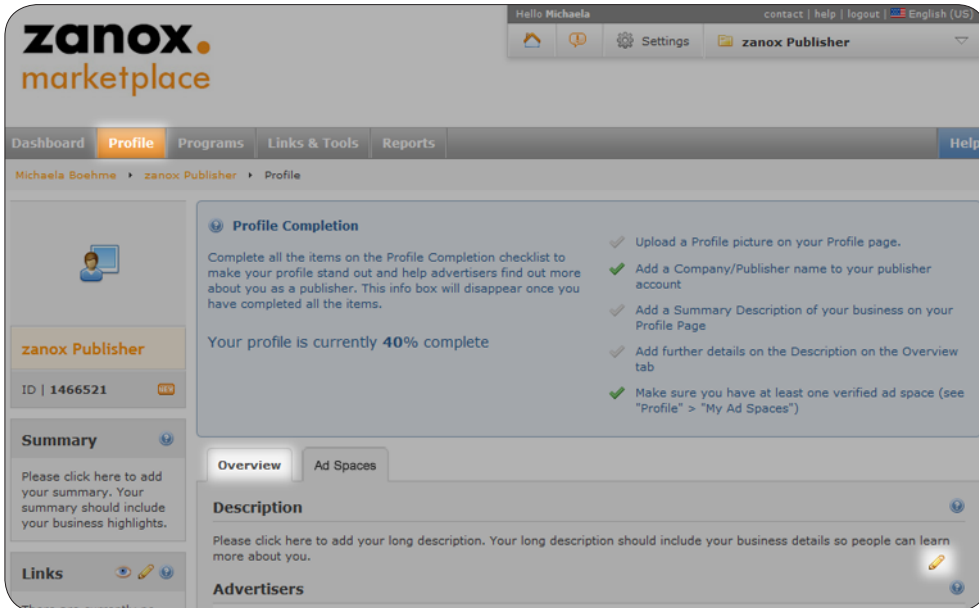 Hello Michaela
contact | help | logout | English (US)
zanox.
marketplace
Settings
zanox Publisher
Dashboard
Profile
Programs
Links & Tools
Reports
Help
Michaela Boehme
zanox Publisher
Profile
Profile Completion
Complete all the items on the Profile Completion checklist to
make your profile stand out and help advertisers find out more
about you as a publisher. This info box will disappear once you
have completed all the items.
Your profile is currently 40% complete
Upload a Profile picture on your Profile page.
Add a Company/Publisher name to your publisher
account
Add a Summary Description of your business on your
Profile Page
Add further details on the Description on the Overview
tab
Make sure you have at least one verified ad space (see
"Profile" > "My Ad Spaces")
zanox Publisher
ID | 1466521
NEW
Summary
Please click here to add
your summary. Your
summary should include
your business highlights.
Links
Overview
Ad Spaces
Description
Please click here to add your long description. Your long description should include your business details so people can learn
more about you.
Advertisers